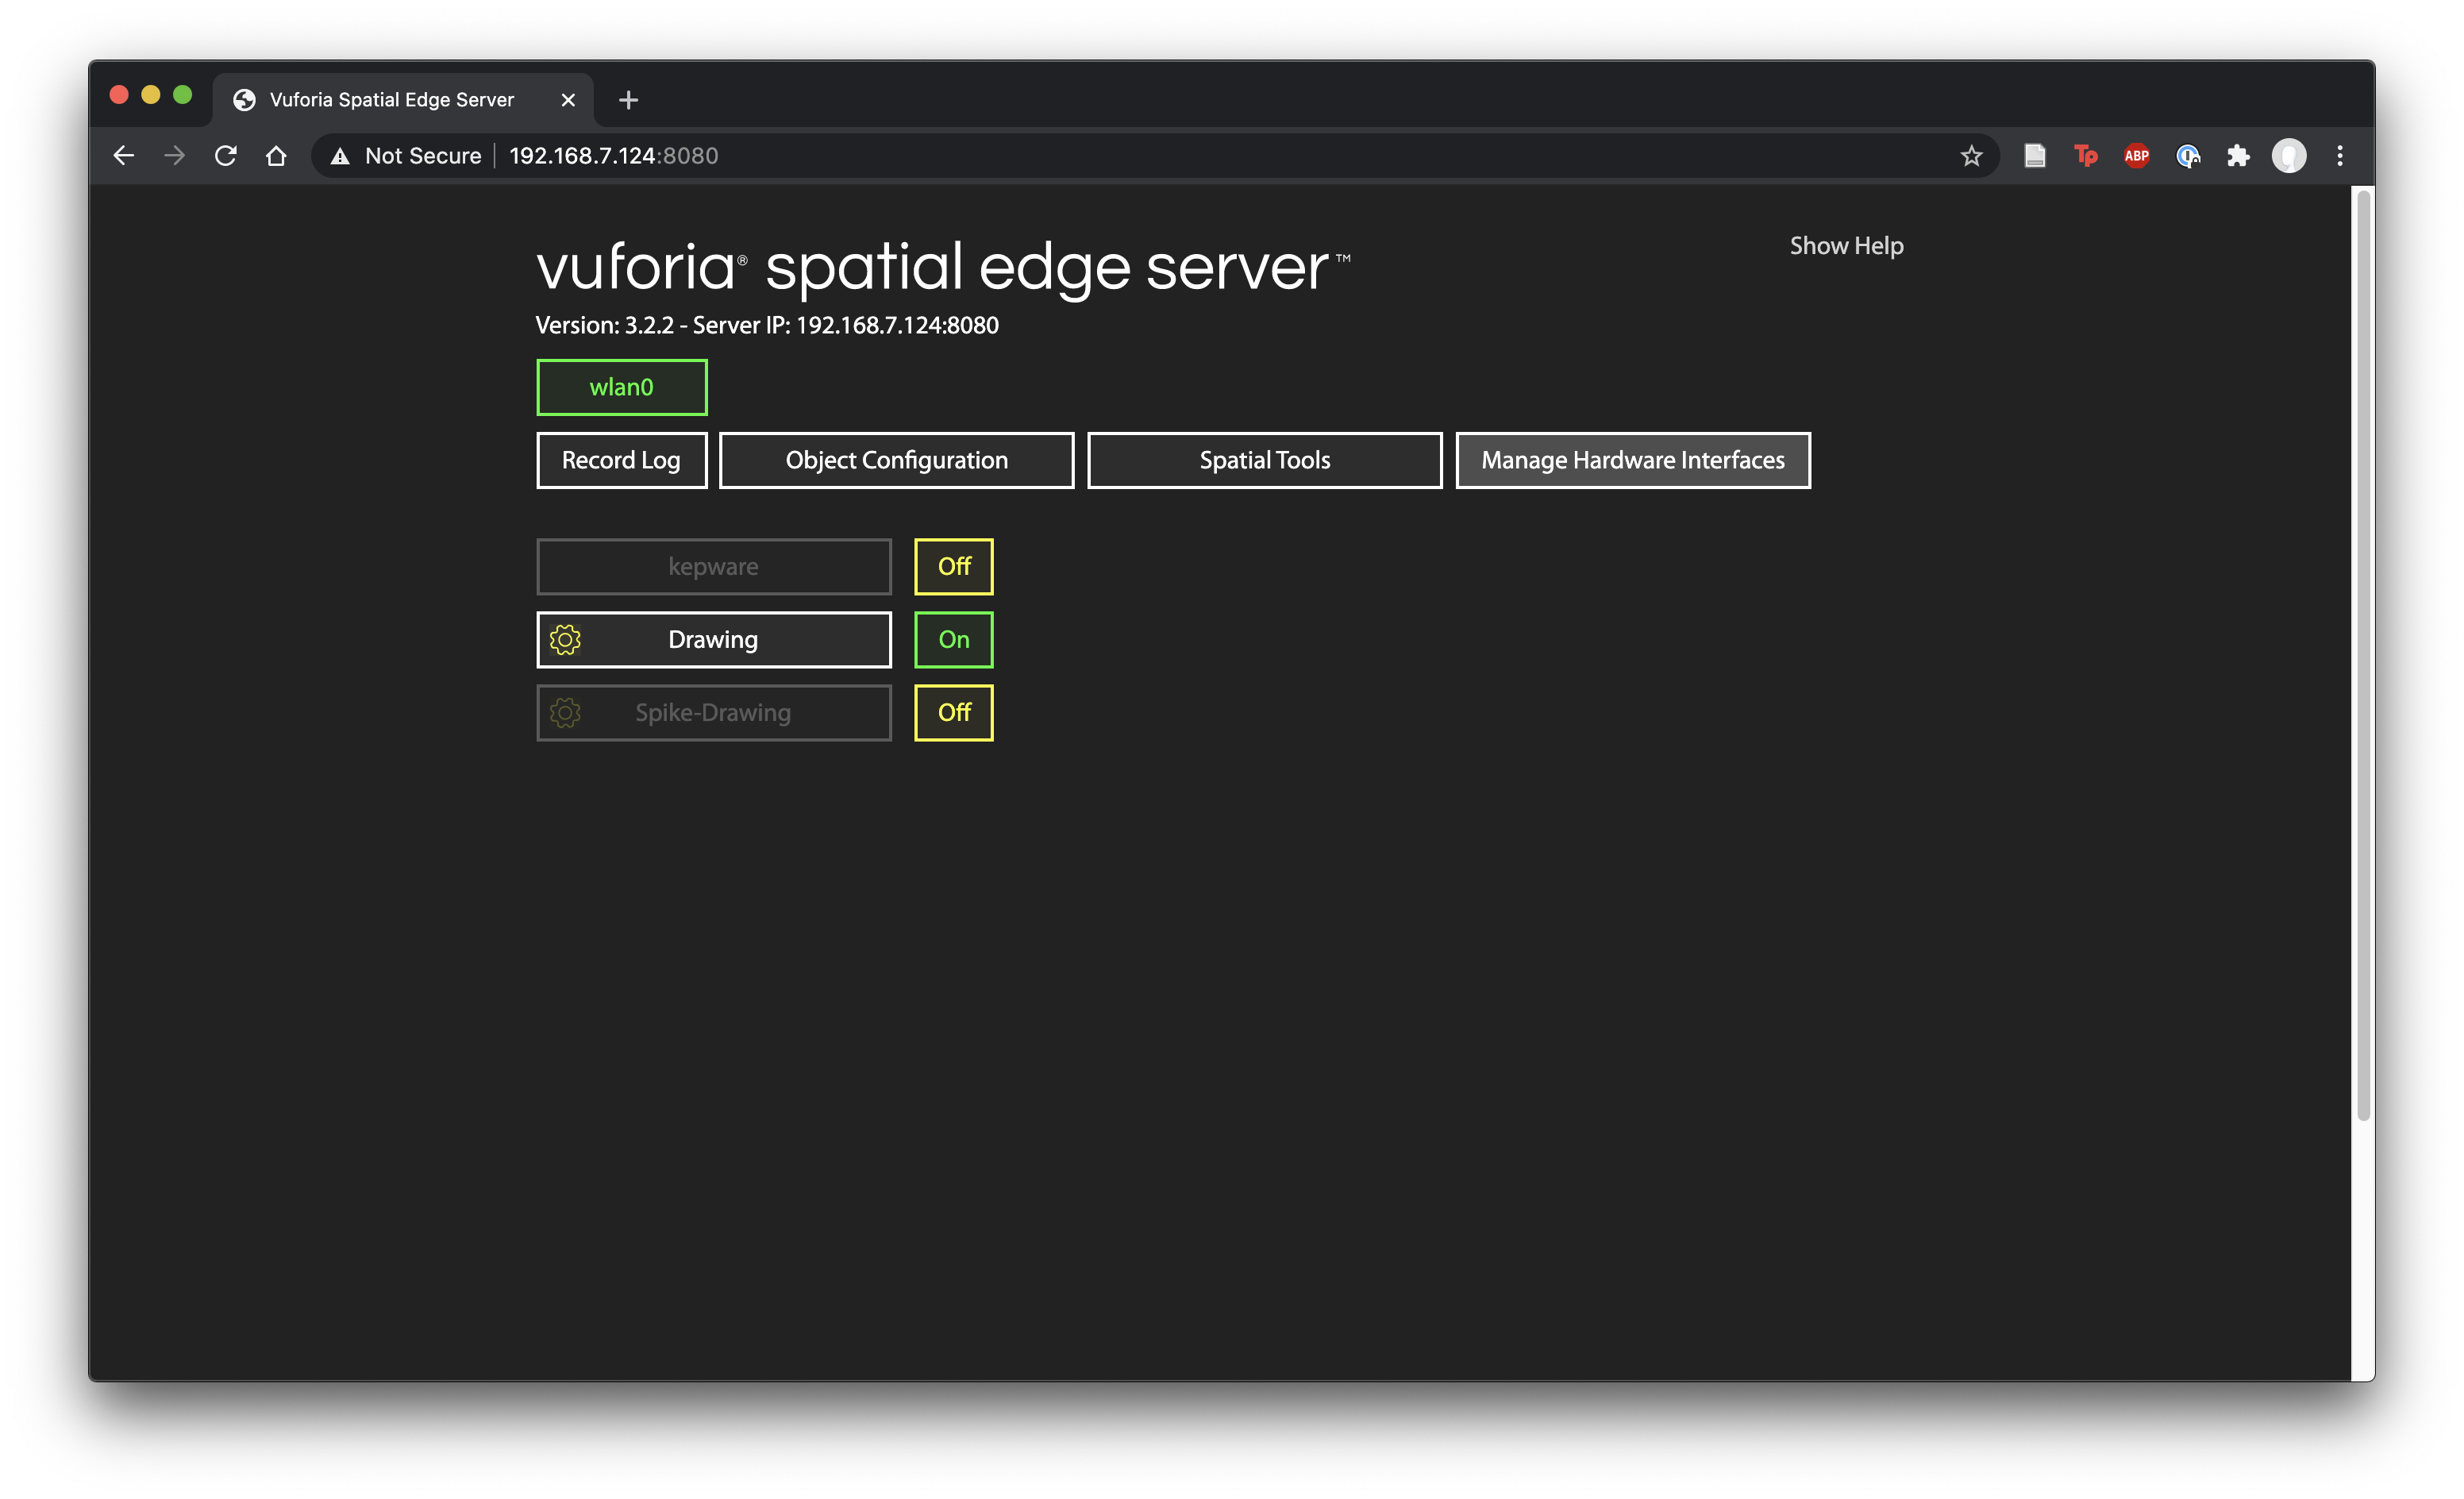 Vuforia Spatial Edge Server
Not Secure 192.168.7.124:8080
Tp
ABP
Show Help
vuforia® spatial edge server™
Version: 3.2.2 - Server IP: 192.168.7.124:8080
wlan0
Record Log Object Configuration Spatial Tools Manage Hardware Interfaces
kepware Off
Drawing On
Spike-Drawing Off